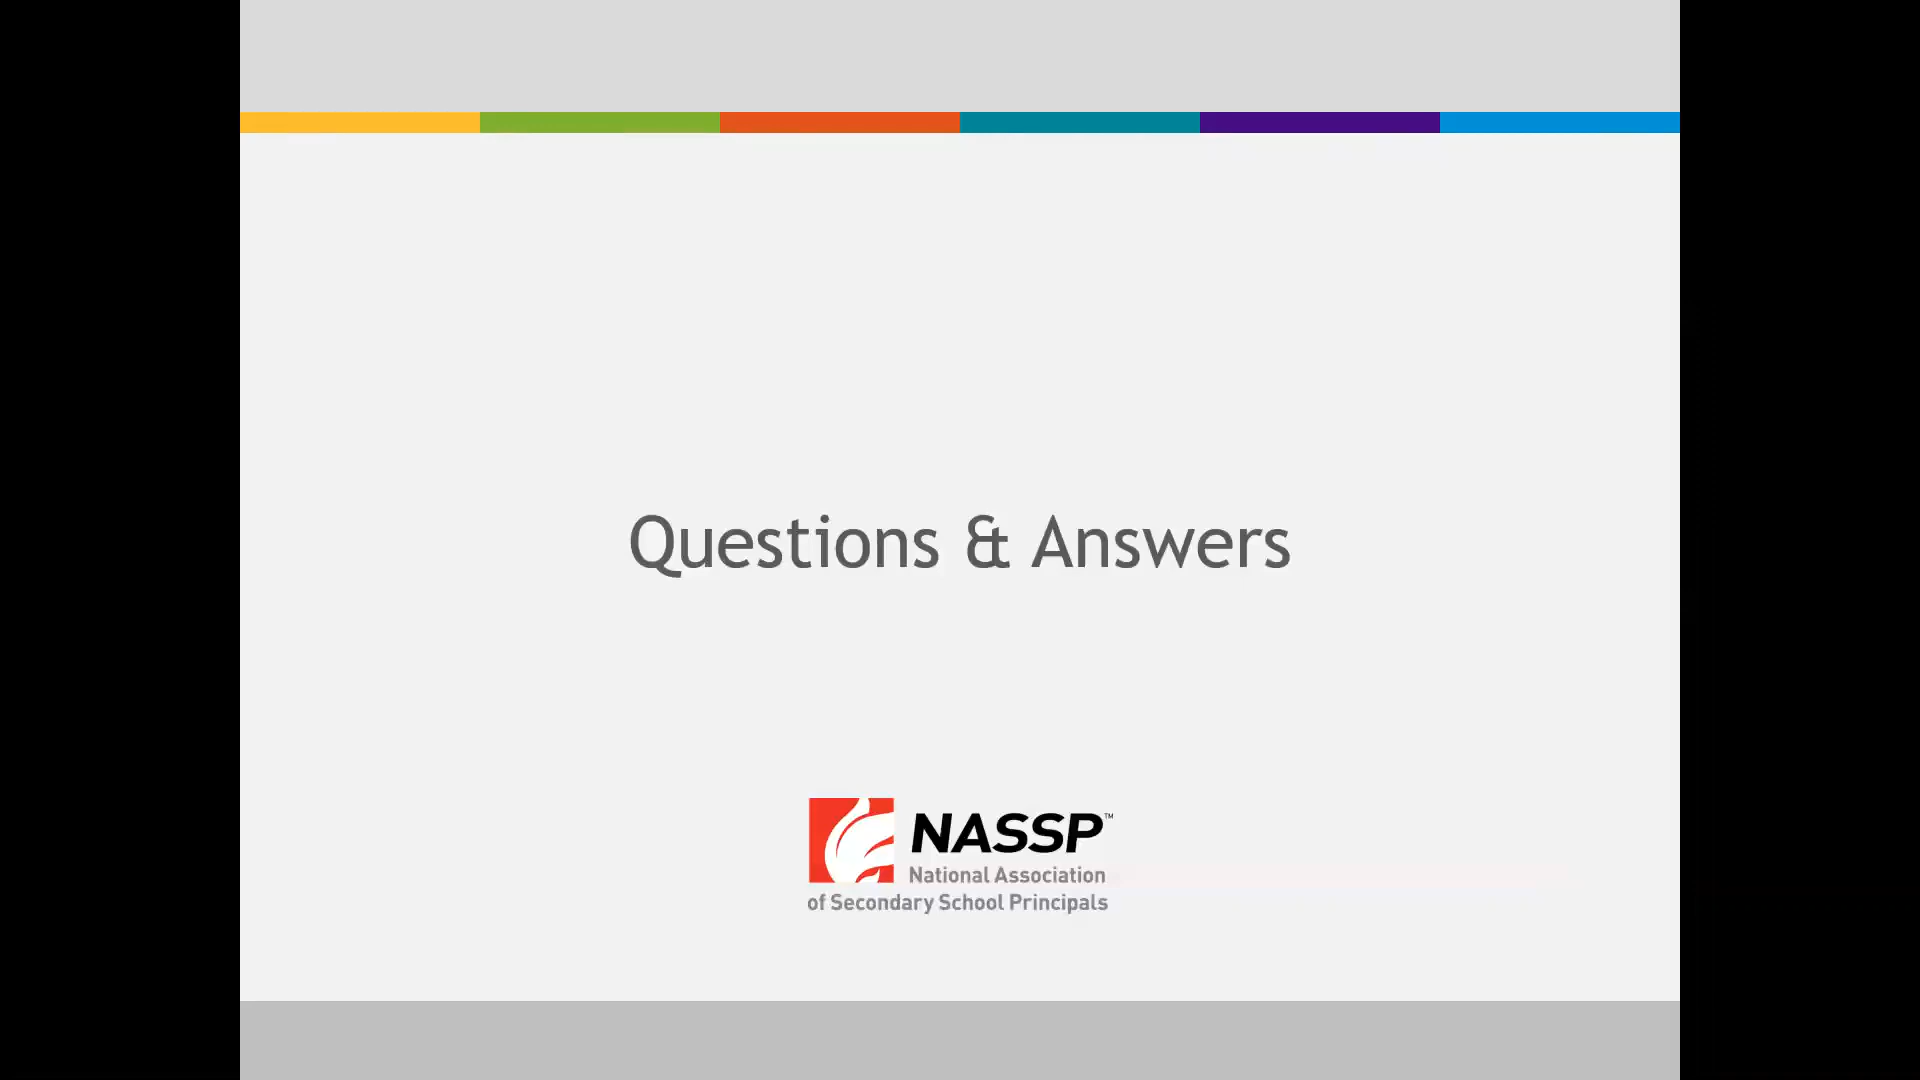 Questions & Answers
NASSP™
National Association
of Secondary School Principals